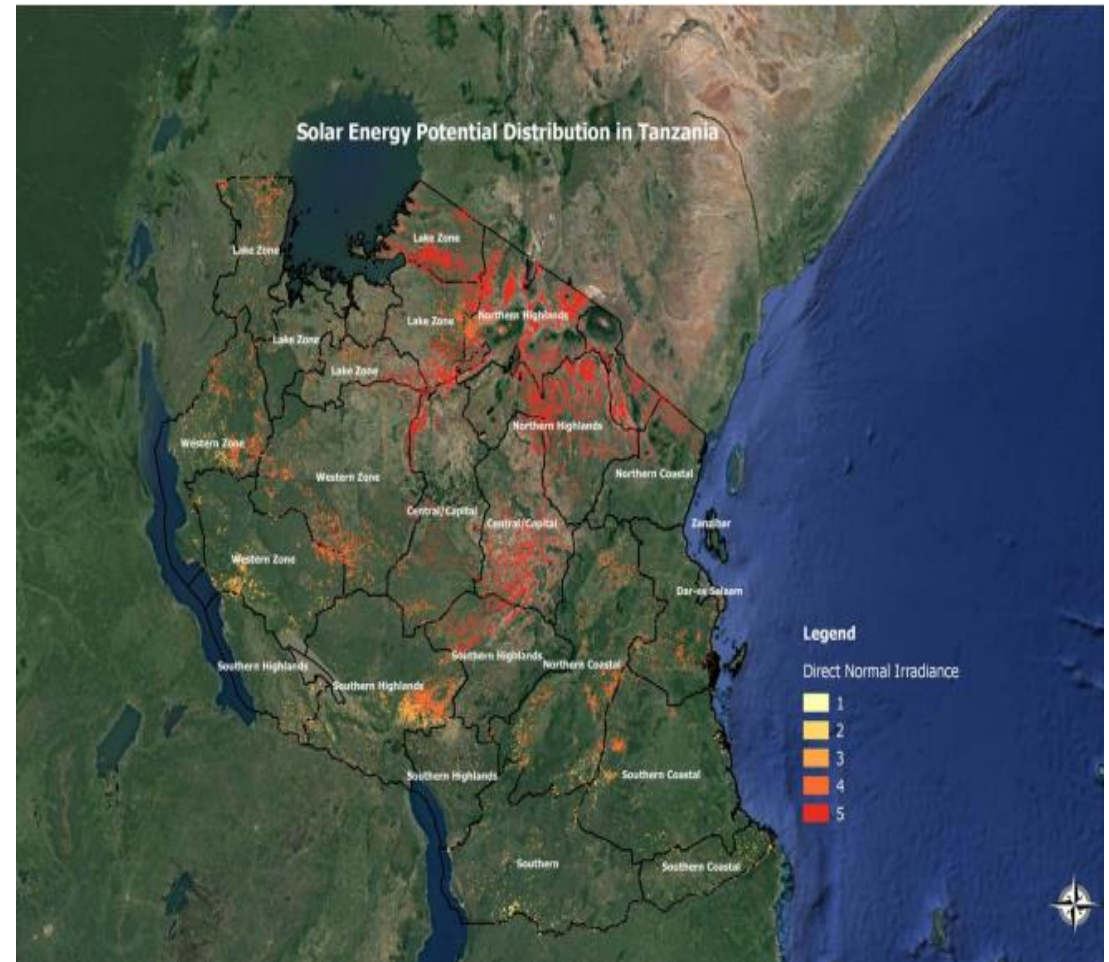 Solar Energy Potential Distribution in Tanzania
Lake Zone
Lake Zone
Northern Highlands
Lake Zone
Lake Zone
Lake Zone
Northern Highlands
Western Zone
Northern Coastal
Western Zone
Central/Capital
Central/Capital
Zanzibar
Western Zone
Dar-es Salaam
Legend
Southern Highlands
Northern Coastal
Southern Highlands
Direct Normal Irradiance
Southern Highlands
1
2
3
Southern Highlands
Southern Coastal
4
5
Southern
Southern Coastal